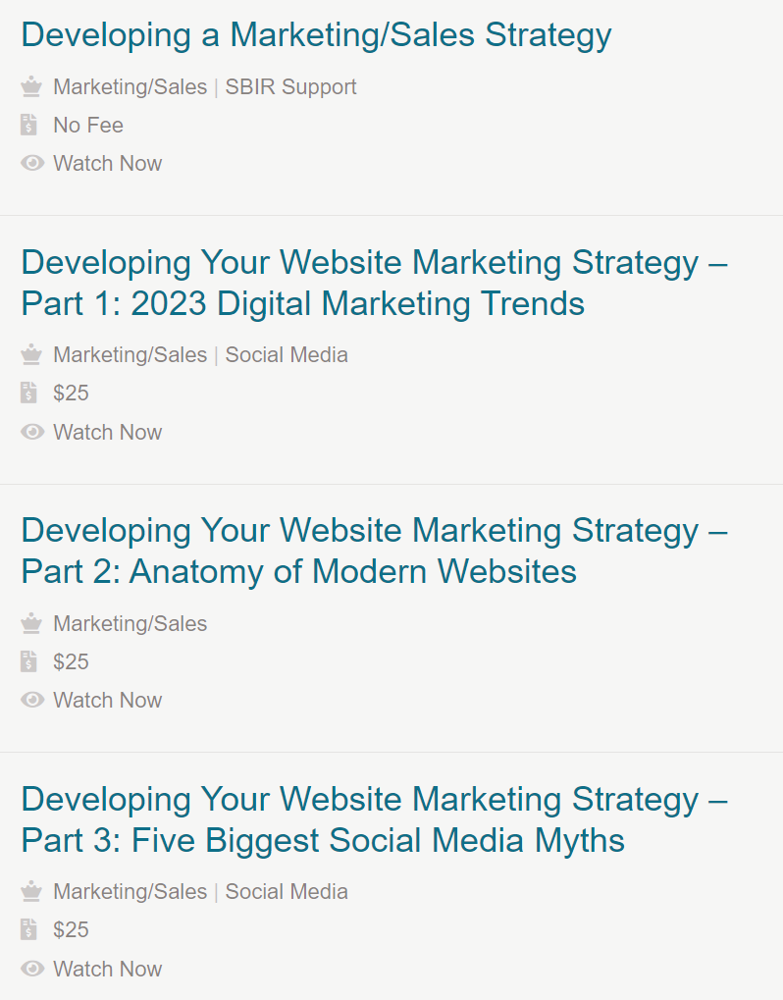 Developing a Marketing/Sales Strategy
Marketing/Sales | SBIR Support
No Fee
Watch Now
Developing Your Website Marketing Strategy –
Part 1: 2023 Digital Marketing Trends
Marketing/Sales | Social Media
$25
Watch Now
Developing Your Website Marketing Strategy –
Part 2: Anatomy of Modern Websites
Marketing/Sales
$25
Watch Now
Developing Your Website Marketing Strategy –
Part 3: Five Biggest Social Media Myths
Marketing/Sales | Social Media
$25
Watch Now